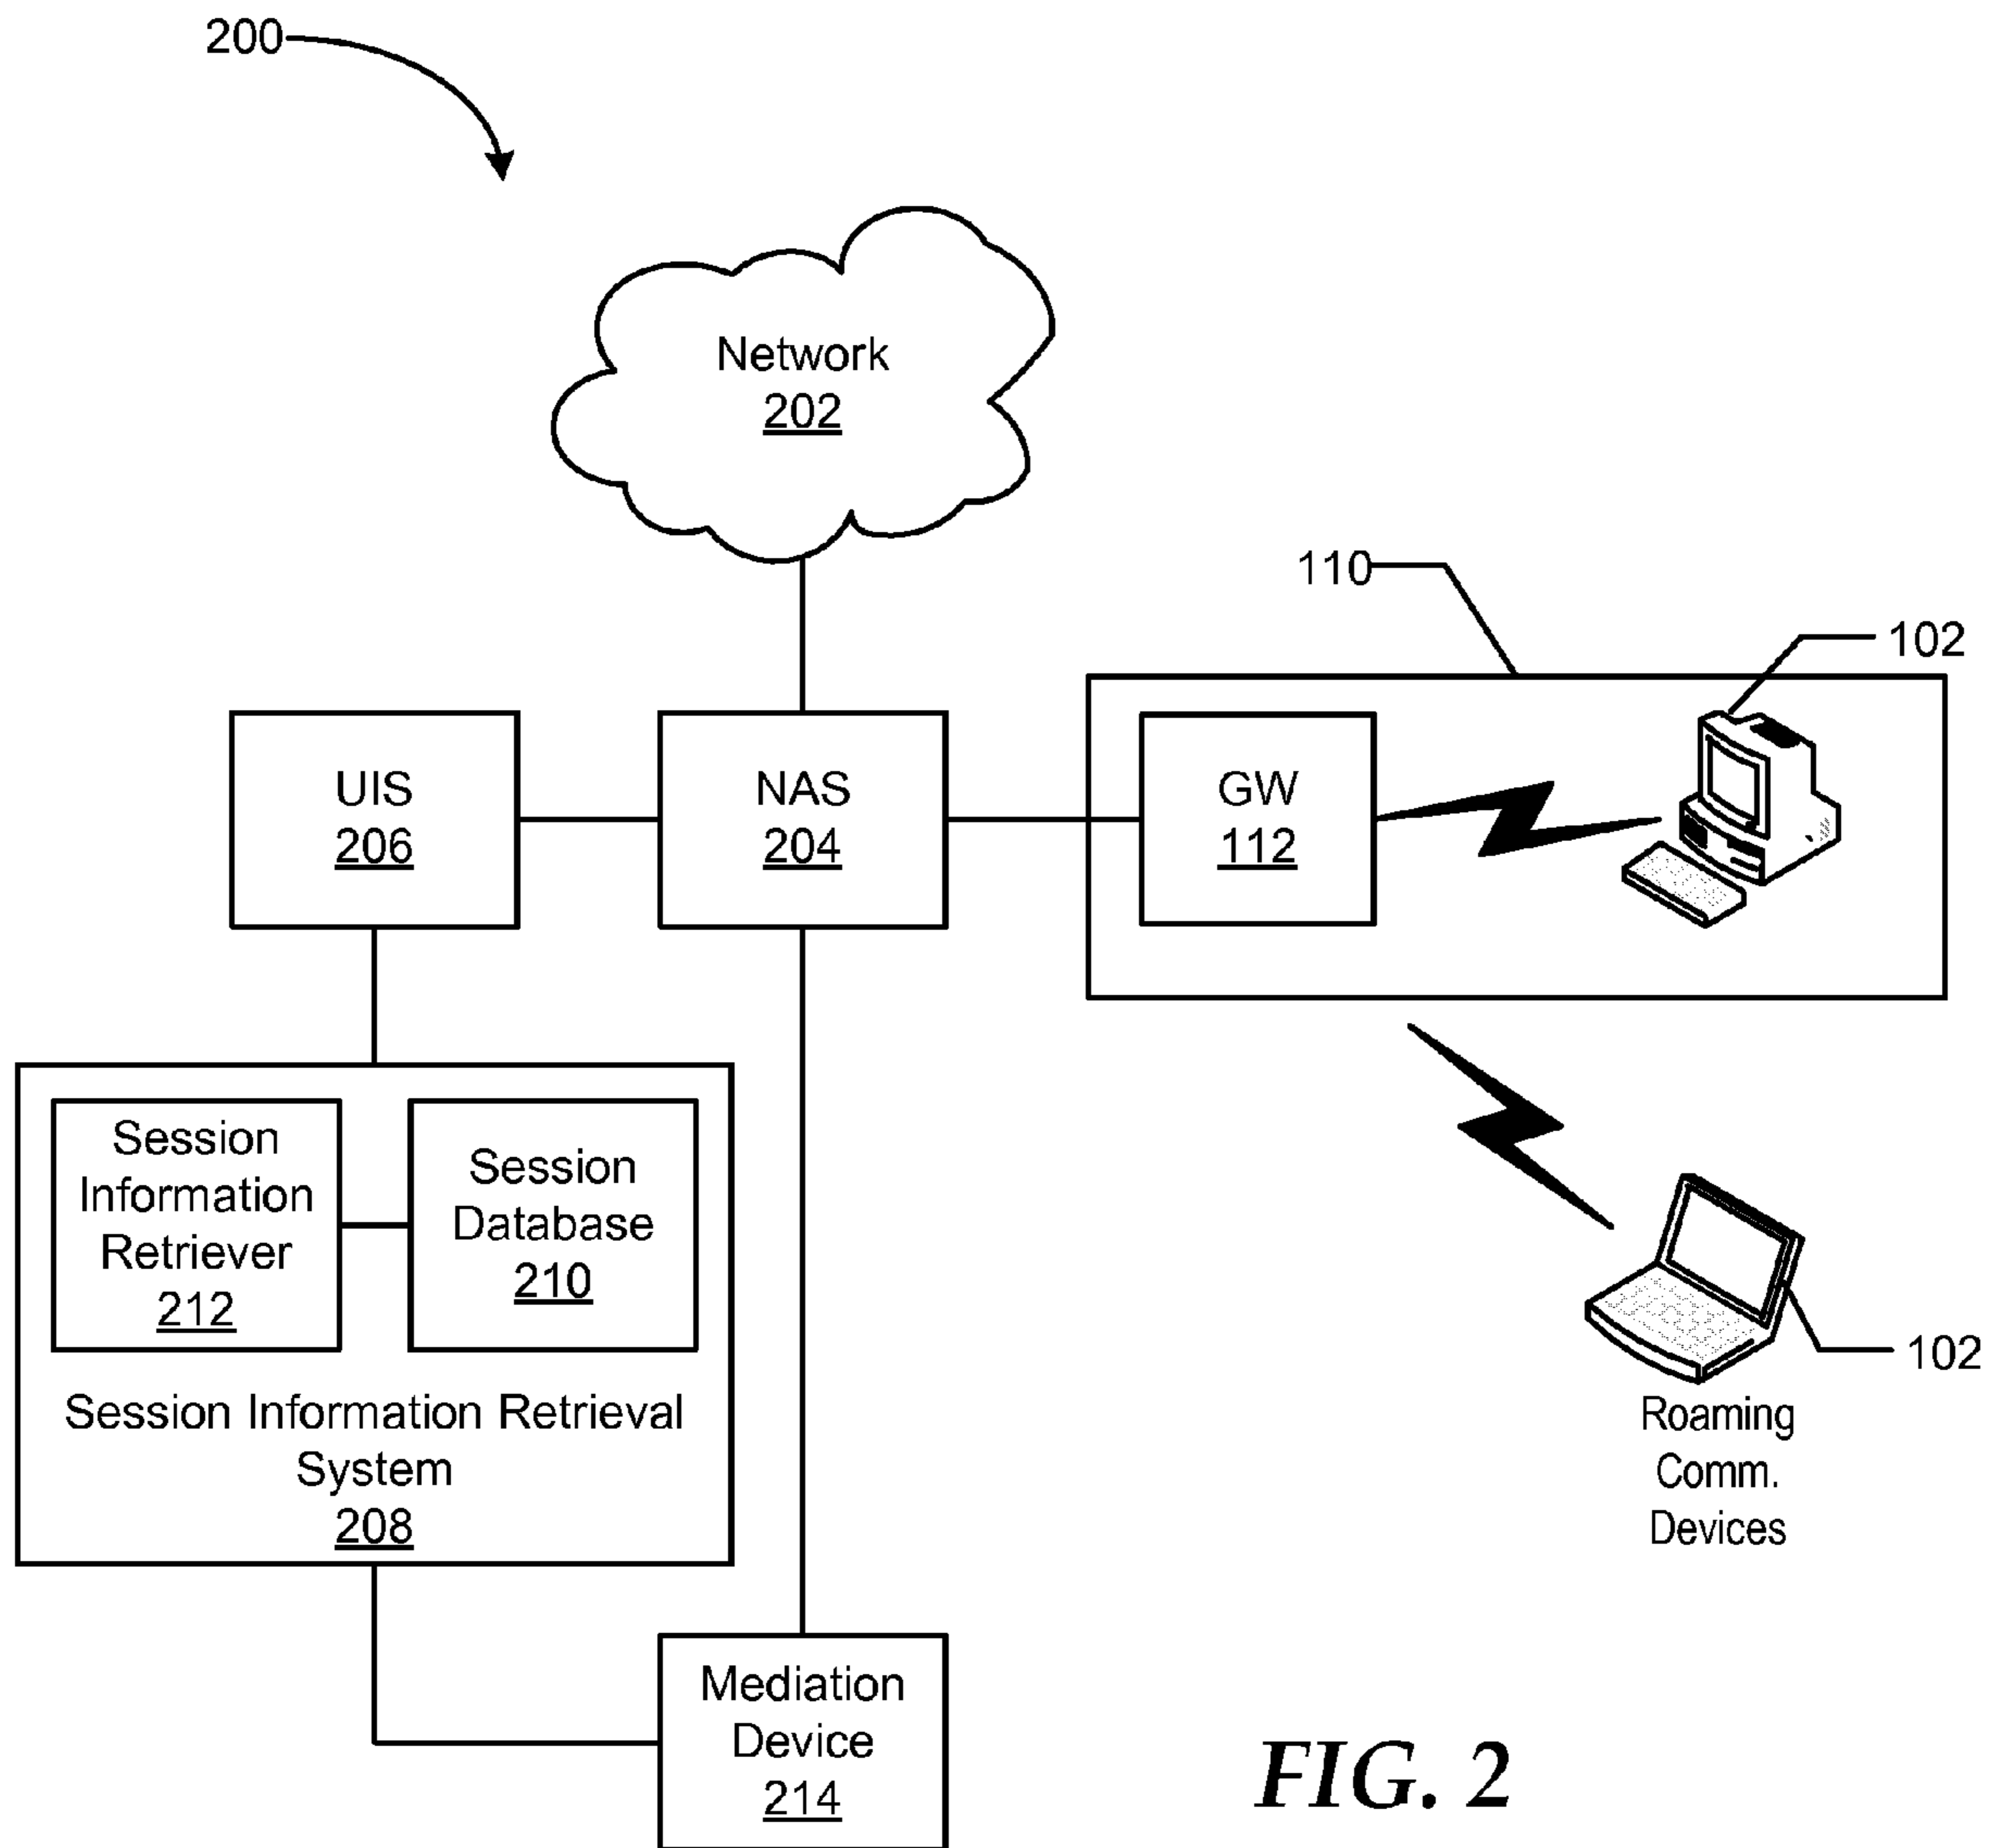 200
Network
202
110
102
UIS
206
NAS
204
GW
112
Session
Information
Retriever
212
Session
Database
210
Session Information Retrieval
System
208
102
Roaming
Comm.
Devices
Mediation
Device
214
FIG. 2